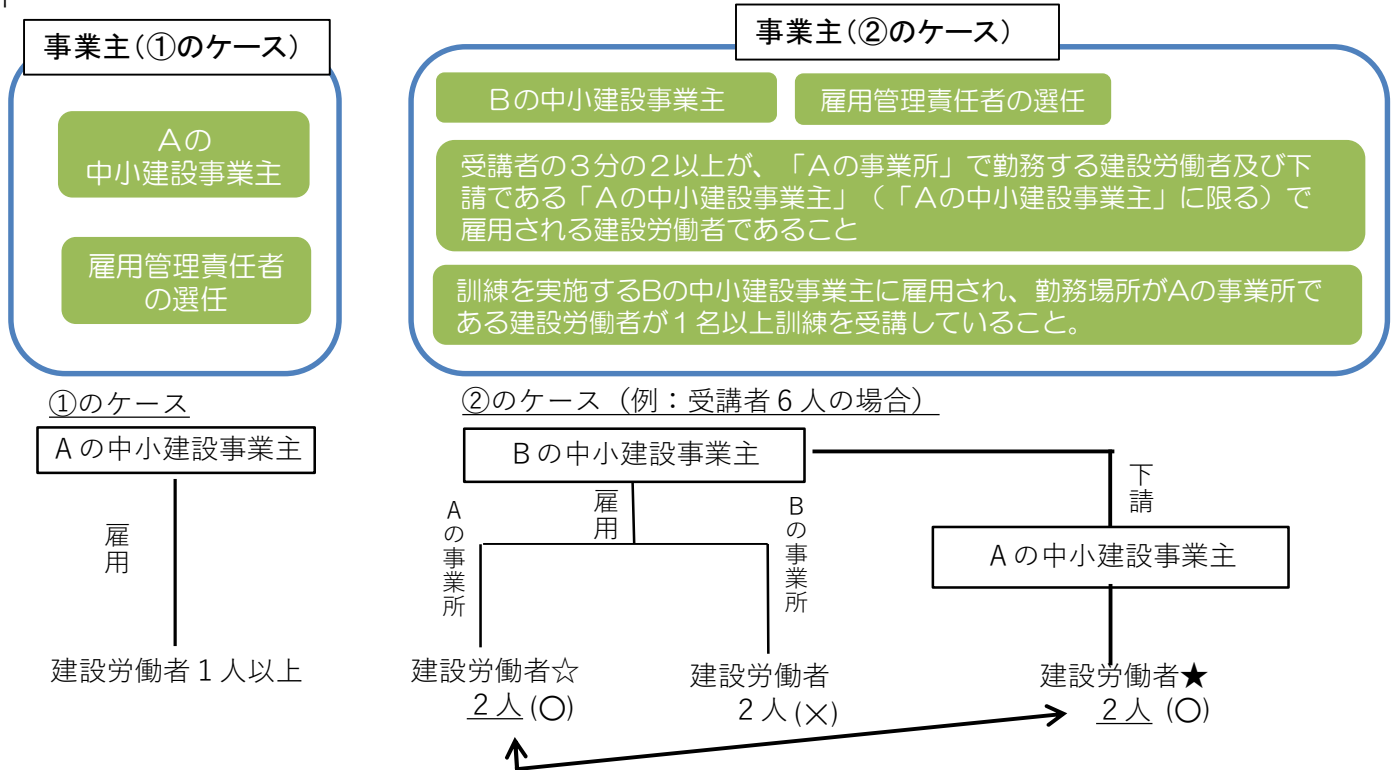 事業主(①のケース)
Aの
中小建設事業主
雇用管理責任者
の選任
事業主(②のケース)
Bの中小建設事業主
雇用管理責任者の選任
受講者の3分の2以上が、「Aの事業所」で勤務する建設労働者及び下
請である「Aの中小建設事業主」(「Aの中小建設事業主」に限る)で
雇用される建設労働者であること
訓練を実施するBの中小建設事業主に雇用され、勤務場所がAの事業所で
ある建設労働者が1名以上訓練を受講していること。
①のケース
Aの中小建設事業主
雇用
建設労働者1人以上
②のケース(例:受講者6人の場合)
Bの中小建設事業主
Aの事業所
雇用
Bの事業所
下請
Aの中小建設事業主
建設労働者☆
2人(○)
建設労働者
2人(×)
建設労働者★
2人(○)